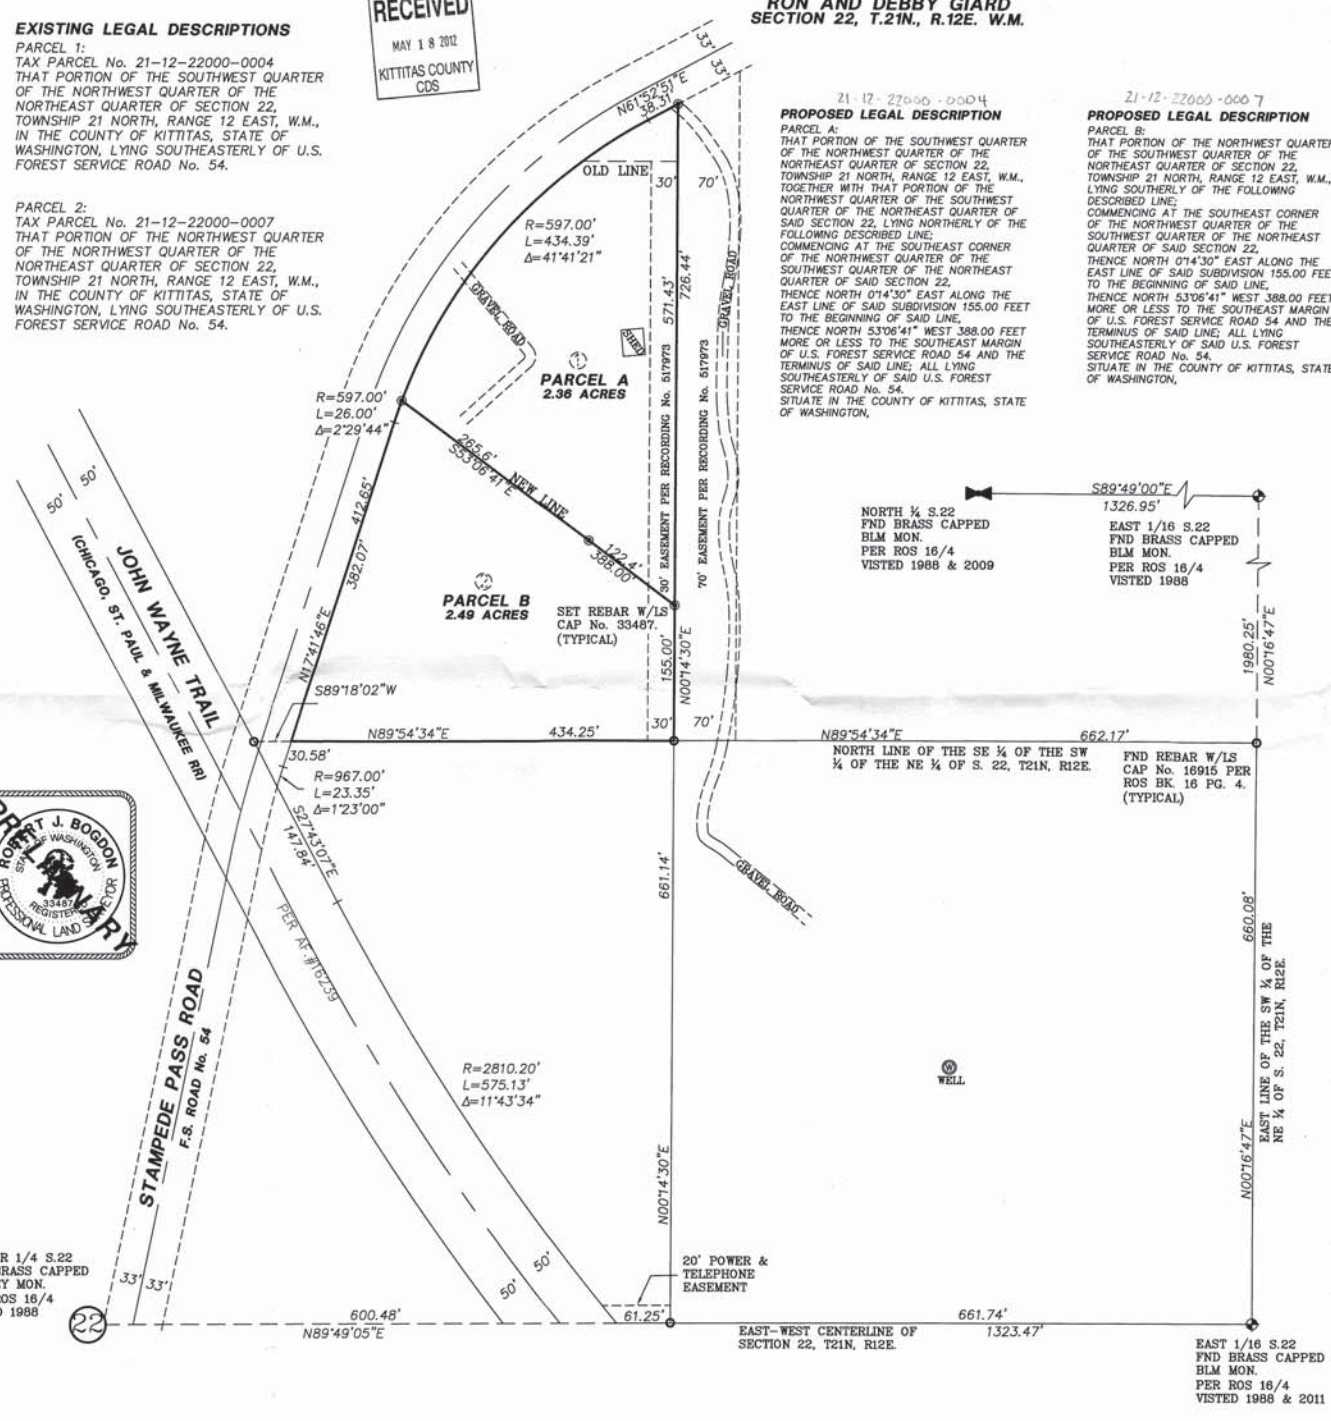 RON AND DEBBY GIARD
SECTION 22, T.21N., R.12E. W.M.
RECEIVED
MAY 18 2012
KITTITAS COUNTY
CDS
EXISTING LEGAL DESCRIPTIONS
PARCEL 1:
TAX PARCEL No. 21-12-22000-0004
THAT PORTION OF THE SOUTHWEST QUARTER
OF THE NORTHWEST QUARTER OF THE
NORTHEAST QUARTER OF SECTION 22,
TOWNSHIP 21 NORTH, RANGE 12 EAST, W.M.,
IN THE COUNTY OF KITTITAS, STATE OF
WASHINGTON, LYING SOUTHEASTERLY OF U.S.
FOREST SERVICE ROAD No. 54.
PARCEL 2:
TAX PARCEL No. 21-12-22000-0007
THAT PORTION OF THE NORTHWEST QUARTER
OF THE NORTHWEST QUARTER OF THE
NORTHEAST QUARTER OF SECTION 22,
TOWNSHIP 21 NORTH, RANGE 12 EAST, W.M.,
IN THE COUNTY OF KITTITAS, STATE OF
WASHINGTON, LYING SOUTHEASTERLY OF U.S.
FOREST SERVICE ROAD No. 54.
21-12-22000-0004
PROPOSED LEGAL DESCRIPTION
PARCEL A:
THAT PORTION OF THE SOUTHWEST QUARTER
OF THE NORTHWEST QUARTER OF THE
NORTHEAST QUARTER OF SECTION 22,
TOWNSHIP 21 NORTH, RANGE 12 EAST, W.M.,
TOGETHER WITH THAT PORTION OF THE
NORTHWEST QUARTER OF THE SOUTHWEST
QUARTER OF THE NORTHEAST QUARTER OF
SAID SECTION 22, LYING NORTHERLY OF THE
FOLLOWING DESCRIBED LINE;
COMMENCING AT THE SOUTHEAST CORNER
OF THE NORTHWEST QUARTER OF THE
SOUTHWEST QUARTER OF THE NORTHEAST
QUARTER OF SAID SECTION 22,
THENCE NORTH 0°14'30" EAST ALONG THE
EAST LINE OF SAID SUBDIVISION 155.00 FEET
TO THE BEGINNING OF SAID LINE,
THENCE NORTH 53°06'41" WEST 388.00 FEET
MORE OR LESS TO THE SOUTHEAST MARGIN
OF U.S. FOREST SERVICE ROAD 54 AND THE
TERMINUS OF SAID LINE; ALL LYING
SOUTHEASTERLY OF SAID U.S. FOREST
SERVICE ROAD No. 54.
SITUATE IN THE COUNTY OF KITTITAS, STATE
OF WASHINGTON,
21-12-22000-0007
PROPOSED LEGAL DESCRIPTION
PARCEL B:
THAT PORTION OF THE NORTHWEST QUARTER
OF THE SOUTHWEST QUARTER OF THE
NORTHEAST QUARTER OF SECTION 22,
TOWNSHIP 21 NORTH, RANGE 12 EAST, W.M.,
LYING SOUTHERLY OF THE FOLLOWING
DESCRIBED LINE;
COMMENCING AT THE SOUTHEAST CORNER
OF THE NORTHWEST QUARTER OF THE
SOUTHWEST QUARTER OF THE NORTHEAST
QUARTER OF SAID SECTION 22,
THENCE NORTH 0°14'30" EAST ALONG THE
EAST LINE OF SAID SUBDIVISION 155.00 FEE
TO THE BEGINNING OF SAID LINE,
THENCE NORTH 53°06'41" WEST 388.00 FEET
MORE OR LESS TO THE SOUTHEAST MARGIN
OF U.S. FOREST SERVICE ROAD 54 AND THE
TERMINUS OF SAID LINE; ALL LYING
SOUTHEASTERLY OF SAID U.S. FOREST
SERVICE ROAD No. 54.
SITUATE IN THE COUNTY OF KITTITAS, STATE
OF WASHINGTON,
33'
33'
N61°52'51"E
38.31'
OLD LINE
30'
70'
R=597.00'
L=434.39'
Δ=41°41'21"
GRAVEL ROAD
GRAVEL ROAD
571.43'
726.44'
SHED
PARCEL A
2.36 ACRES
30' EASEMENT PER RECORDING No. 517973
70' EASEMENT PER RECORDING No. 517973
R=597.00'
L=26.00'
Δ=2°29'44"
265.6'
S53°06'41"E
NEW LINE
122.4'
388.00'
412.65'
382.07'
N17°41'46"E
PARCEL B
2.49 ACRES
SET REBAR W/LS
CAP No. 33487.
(TYPICAL)
155.00'
N00°14'30"E
50'
50'
JOHN WAYNE TRAIL
(CHICAGO, ST. PAUL & MILWAUKEE RR)
NORTH ¼ S.22
FND BRASS CAPPED
BLM MON.
PER ROS 16/4
VISTED 1988 & 2009
S89°49'00"E
1326.95'
EAST 1/16 S.22
FND BRASS CAPPED
BLM MON.
PER ROS 16/4
VISTED 1988
1980.25'
N00°16'47"E
S89°18'02"W
N89°54'34"E
434.25'
30'
70'
N89°54'34"E
662.17'
NORTH LINE OF THE SE ¼ OF THE SW
¼ OF THE NE ¼ OF S. 22, T21N, R12E.
FND REBAR W/LS
CAP No. 16915 PER
ROS BK. 16 PG. 4.
(TYPICAL)
30.58'
R=967.00'
L=23.35'
Δ=1°23'00"
S27°43'07"E
147.84'
ROBERT J. BOGDON
STATE OF WASHINGTON
33487
REGISTERED
PROFESSIONAL LAND SURVEYOR
PRELIMINARY
661.14'
GRAVEL ROAD
PER AF.#16239
STAMPEDE PASS ROAD
F.S. ROAD No. 54
660.08'
EAST LINE OF THE SW ¼ OF THE
NE ¼ OF S. 22, T21N, R12E.
R=2810.20'
L=575.13'
Δ=11°43'34"
W
WELL
N00°14'30"E
N00°16'47"E
R 1/4 S.22
RASS CAPPED
Y MON.
OS 16/4
D 1988
33'
33'
22
50'
50'
20' POWER &
TELEPHONE
EASEMENT
600.48'
N89°49'05"E
61.25'
661.74'
EAST-WEST CENTERLINE OF
SECTION 22, T21N, R12E.
1323.47'
EAST 1/16 S.22
FND BRASS CAPPED
BLM MON.
PER ROS 16/4
VISTED 1988 & 2011